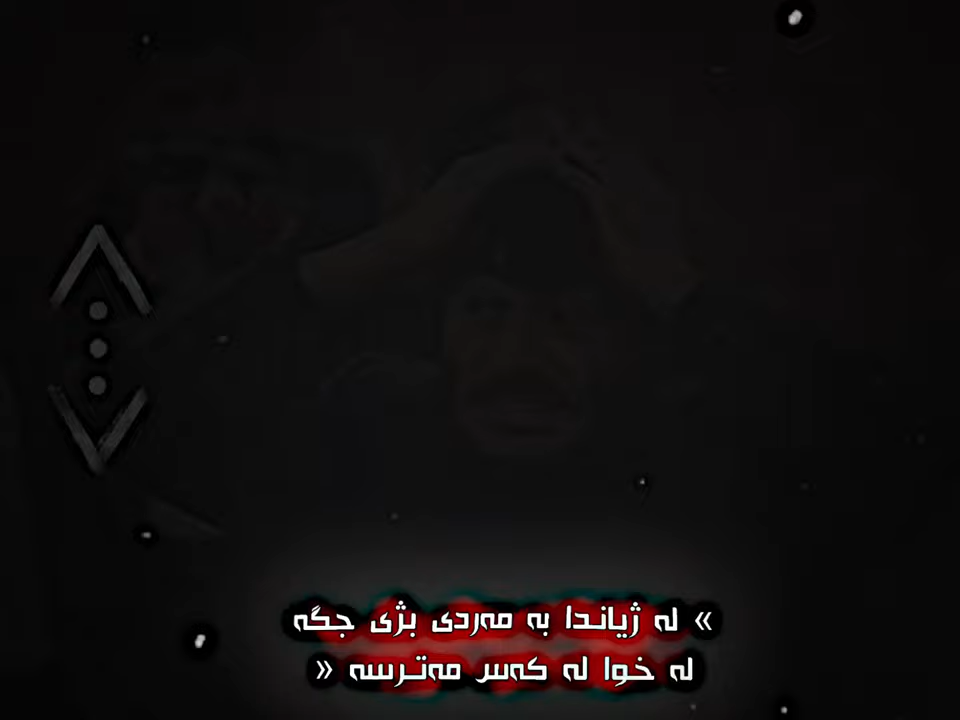 » لە ژیاندا بە مەردی بژی جگە
لە خوا لە کەس مەترسە »